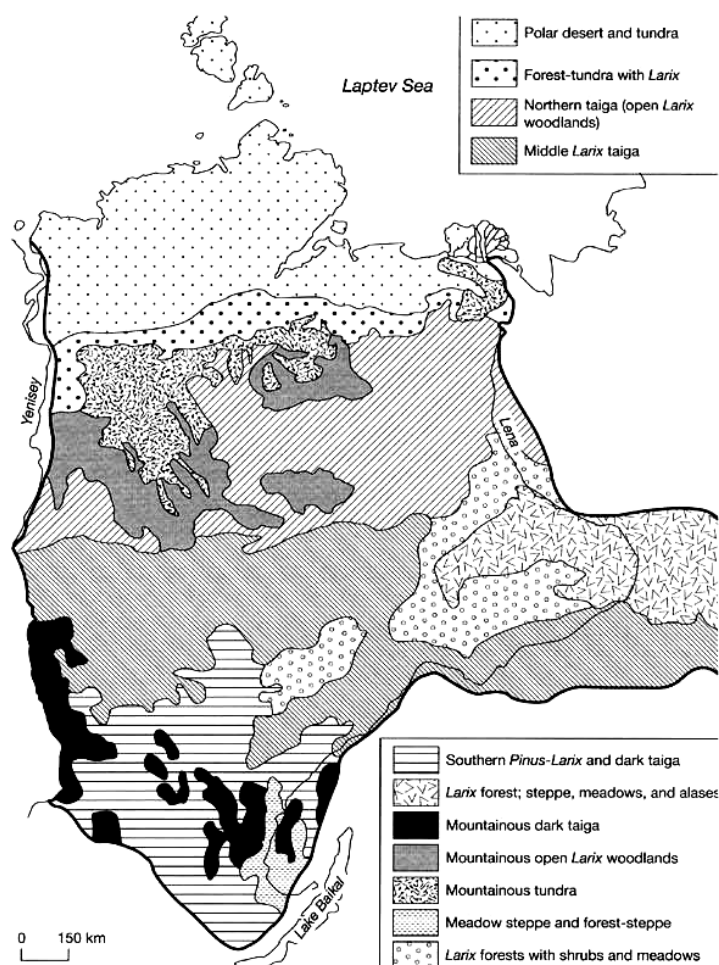 Polar desert and tundra
Laptev Sea
Forest-tundra with Larix
Northern taiga (open Larix
woodlands)
Middle Larix taiga
Yenisey
Lena
Southern Pinus-Larix and dark taiga
Larix forest; steppe, meadows, and alases
Mountainous dark taiga
Mountainous open Larix woodlands
Mountainous tundra
Meadow steppe and forest-steppe
Larix forests with shrubs and meadows
Lake Baikal
0 150 km